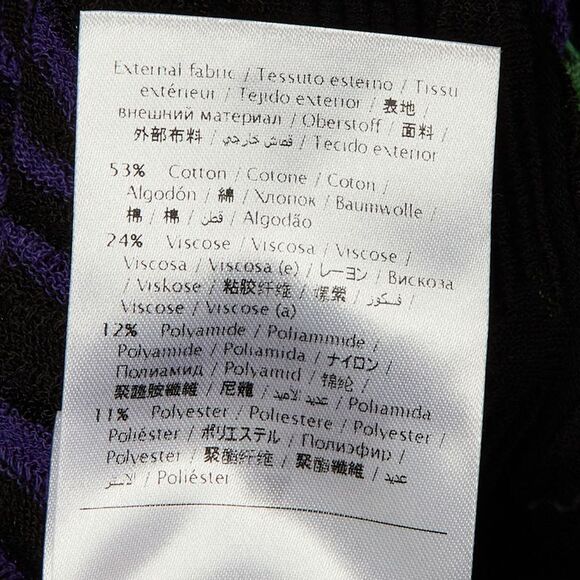 External fabric / Tessuto esterno / Tissu
extérieur / Tejido exterior / 表地 /
внешний материал / Oberstoff / 面料 /
外部布料 / قماش خارجي / Tecido exterior
53% Cotton / Cotone / Coton /
Algodón / 綿 / Хлопок / Baumwolle /
棉 / 棉 / قطن / Algodão
24% Viscose / Viscosa / Viscose /
Viscosa / Viscosa (e) / レーヨン / Вискоза
/ Viskose / 粘胶纤维 / 嫘縈 / فسكوز /
Viscose / Viscose (a)
12% Polyamide / Poliammide /
Polyamide / Poliamida / ナイロン /
Полиамид / Polyamid / 锦纶 /
聚醯胺纖維 / 尼龍 / عديد لاميد / Poliamida
11% Polyester / Poliestere / Polyester /
Poliéster / ポリエステル / Полиэфир /
Polyester / 聚酯纤维 / 聚酯纖維 / عديد
الاستر / Poliéster